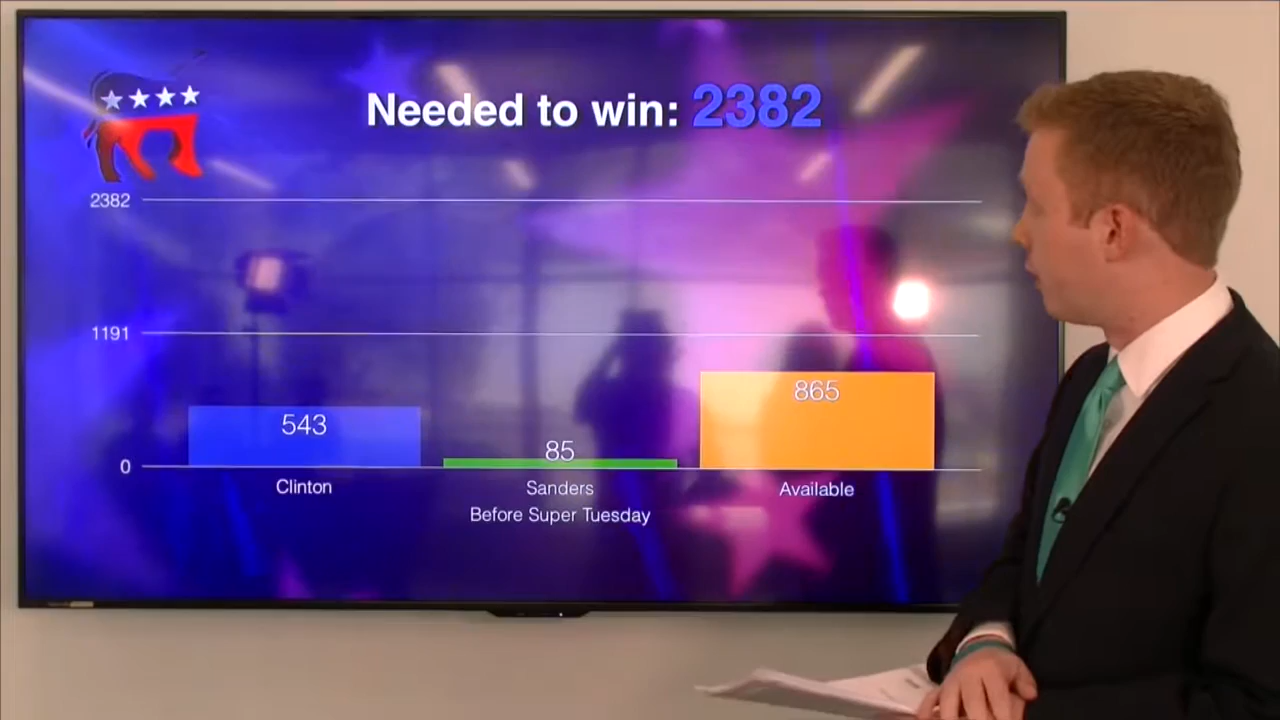 Needed to win: 2382
2382
1191
865
543
85
0
Clinton
Sanders
Available
Before Super Tuesday